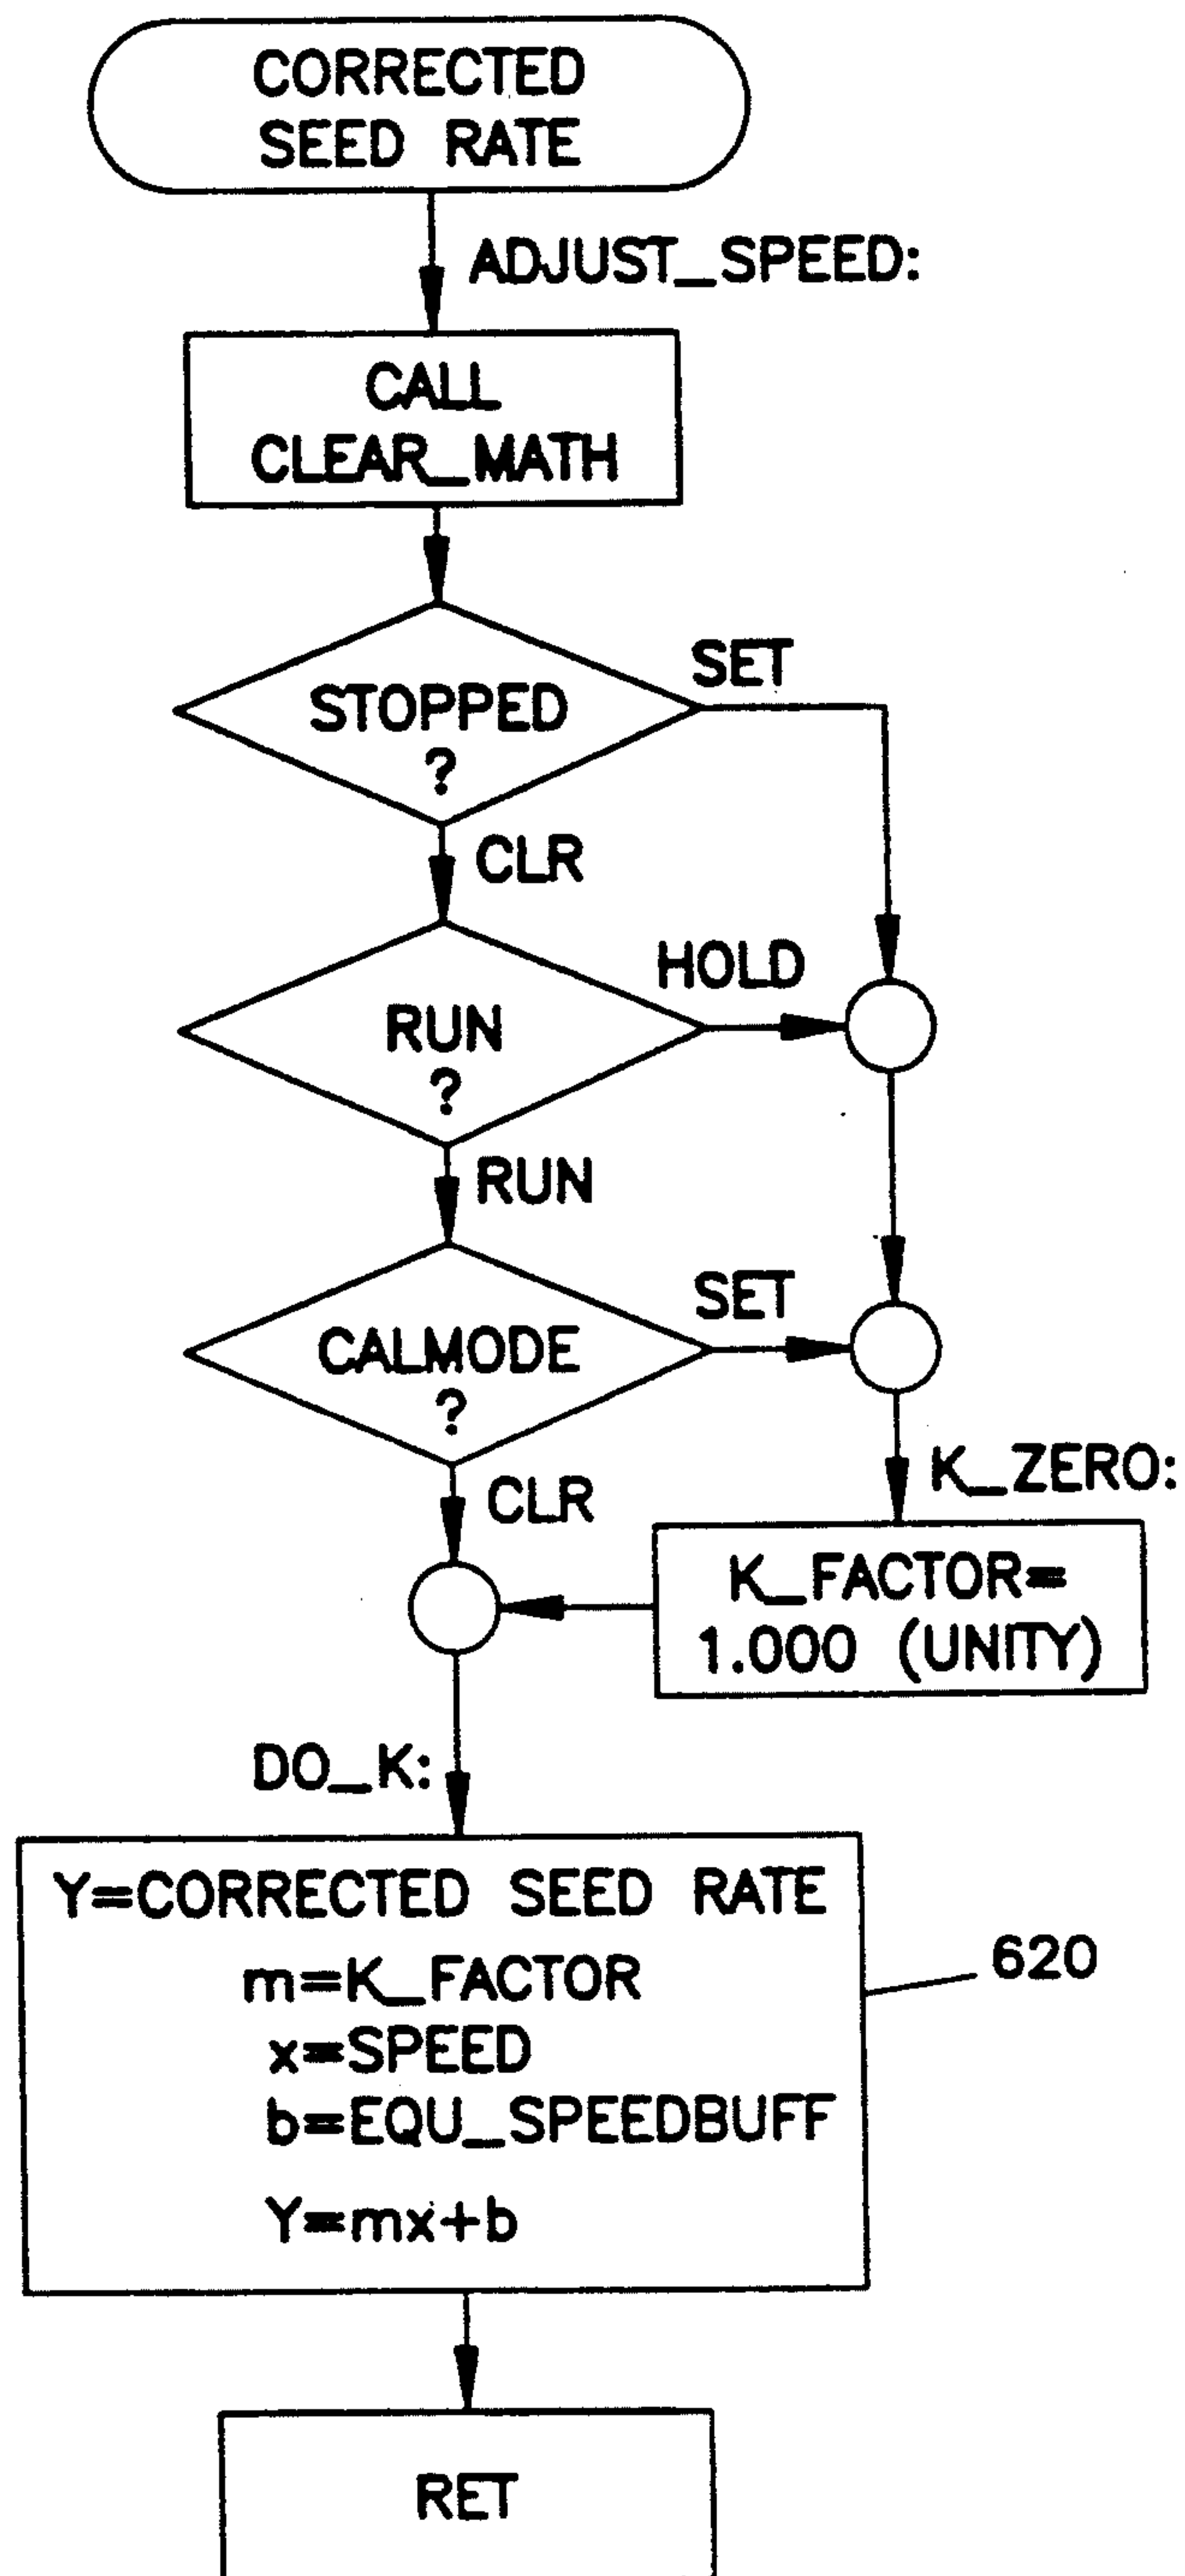 CORRECTED
SEED RATE
ADJUST_SPEED:
CALL
CLEAR_MATH
SET
STOPPED
?
CLR
HOLD
RUN
?
RUN
SET
CALMODE
?
K_ZERO:
CLR
K_FACTOR=
1.000 (UNITY)
DO_K:
Y=CORRECTED SEED RATE
m=K_FACTOR
x=SPEED
b=EQU_SPEEDBUFF
Y=mx+b
620
RET